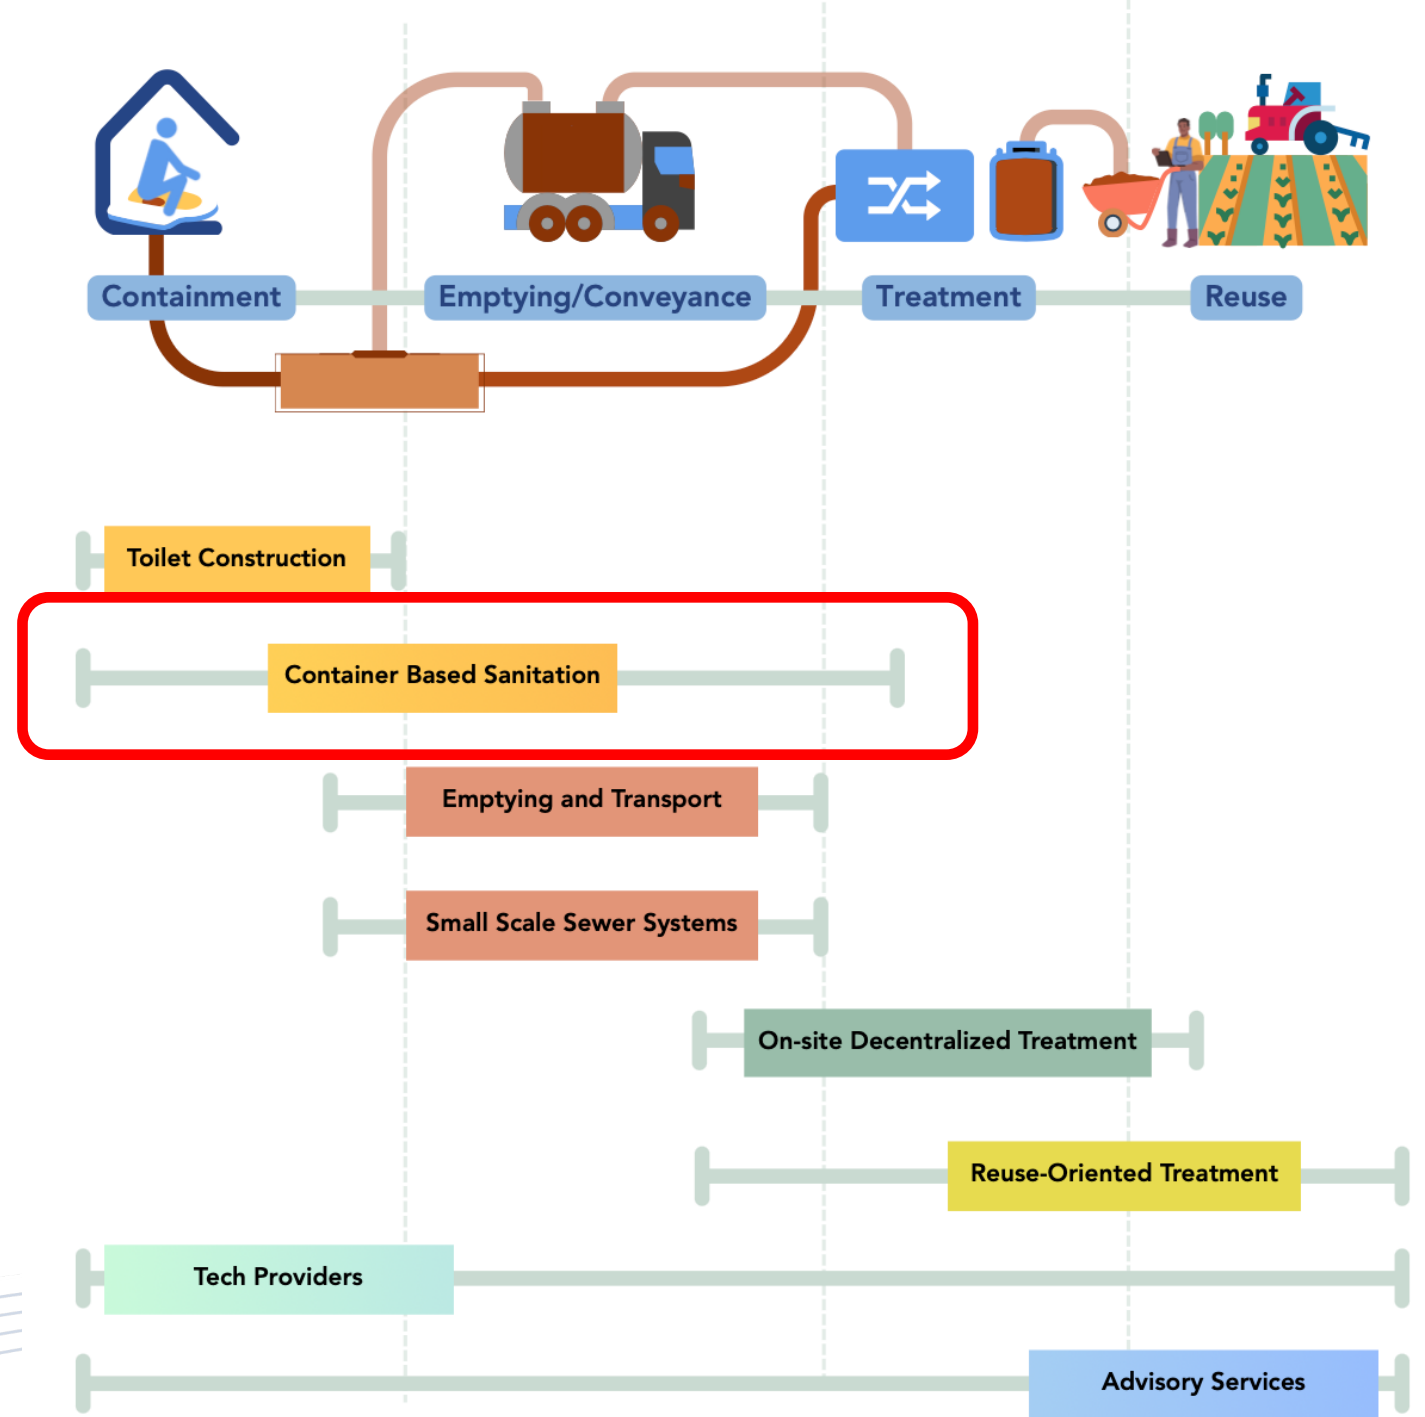 Containment
Emptying/Conveyance
Treatment
Reuse
Toilet Construction
Container Based Sanitation
Emptying and Transport
Small Scale Sewer Systems
On-site Decentralized Treatment
Reuse-Oriented Treatment
Tech Providers
Advisory Services